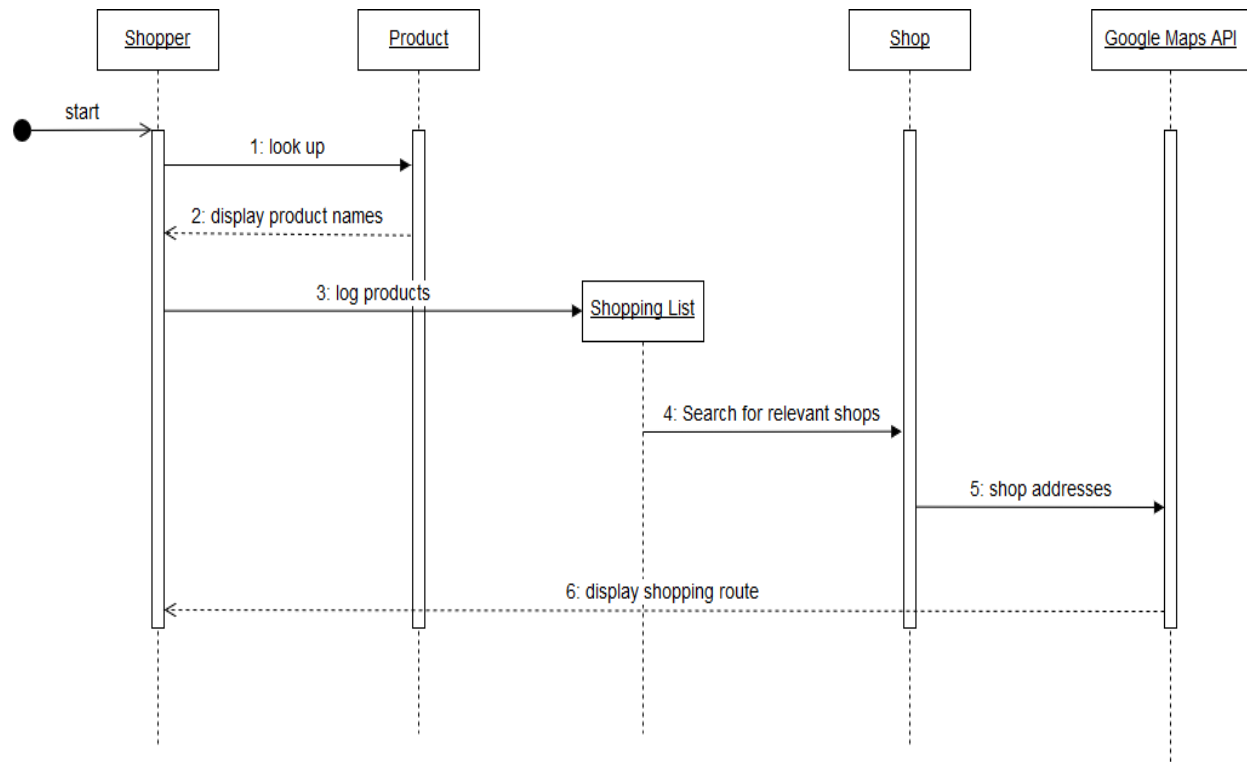 Shopper
Product
Shop
Google Maps API
start
1: look up
2: display product names
3: log products
Shopping List
4: Search for relevant shops
5: shop addresses
6: display shopping route